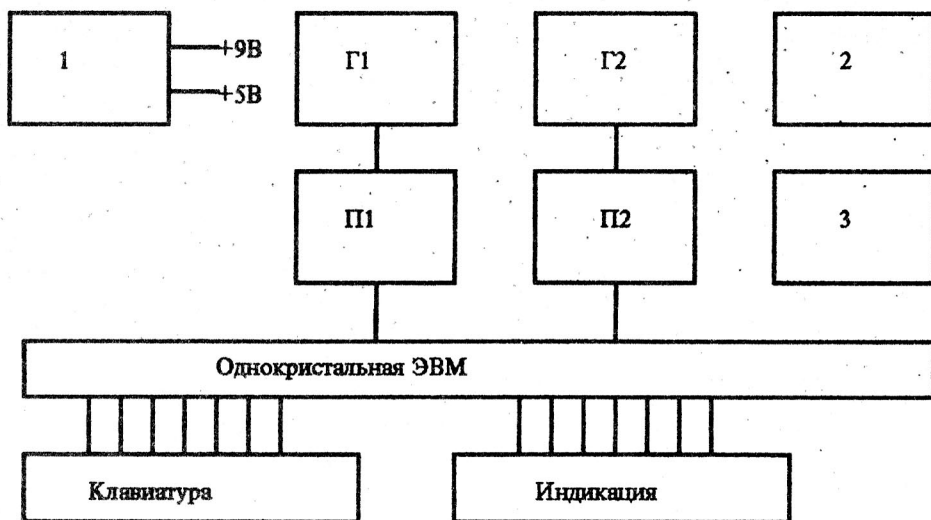 1
+9В
+5В
Г1
Г2
2
П1
П2
3
Однокристальная ЭВМ
Клавиатура
Индикация